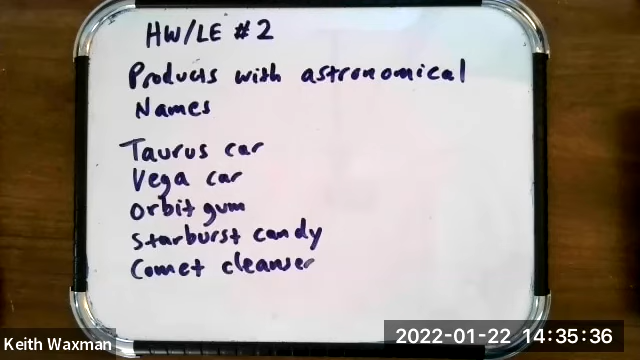 HW/LE #2
Products with astronomical
Names
Taurus car
Vega car
orbit gum
starburst candy
Comet cleanser
Keith Waxman
2022-01-22 14:35:36